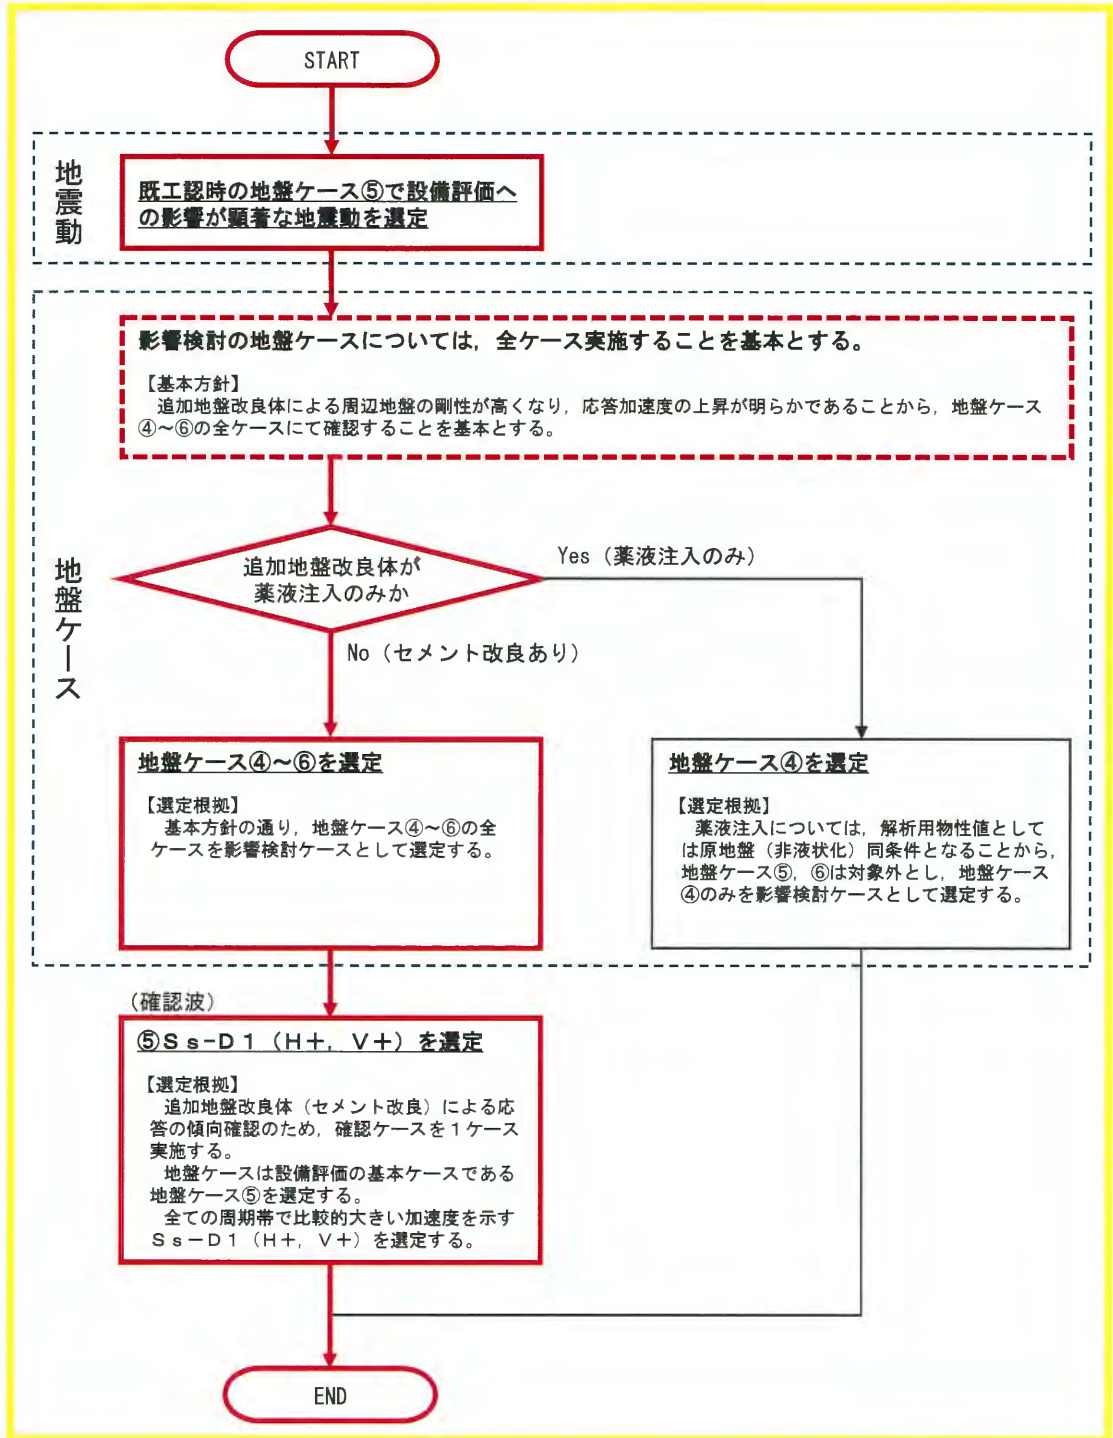 START
地震動
既工認時の地盤ケース⑤で設備評価へ
の影響が顕著な地震動を選定
影響検討の地盤ケースについては，全ケース実施することを基本とする。
【基本方針】
追加地盤改良体による周辺地盤の剛性が高くなり，応答加速度の上昇が明らかであることから，地盤ケース
④～⑥の全ケースにて確認することを基本とする。
地盤ケース
追加地盤改良体が
薬液注入のみか
Yes（薬液注入のみ）
No（セメント改良あり）
地盤ケース④～⑥を選定
【選定根拠】
基本方針の通り，地盤ケース④～⑥の全
ケースを影響検討ケースとして選定する。
地盤ケース④を選定
【選定根拠】
薬液注入については，解析用物性値として
は原地盤（非液状化）同条件となることから，
地盤ケース⑤，⑥は対象外とし，地盤ケース
④のみを影響検討ケースとして選定する。
（確認波）
⑤Ｓｓ-Ｄ１（Ｈ＋，Ｖ＋）を選定
【選定根拠】
追加地盤改良体（セメント改良）による応
答の傾向確認のため，確認ケースを１ケース
実施する。
地盤ケースは設備評価の基本ケースである
地盤ケース⑤を選定する。
全ての周期帯で比較的大きい加速度を示す
Ｓｓ－Ｄ１（Ｈ＋，Ｖ＋）を選定する。
END